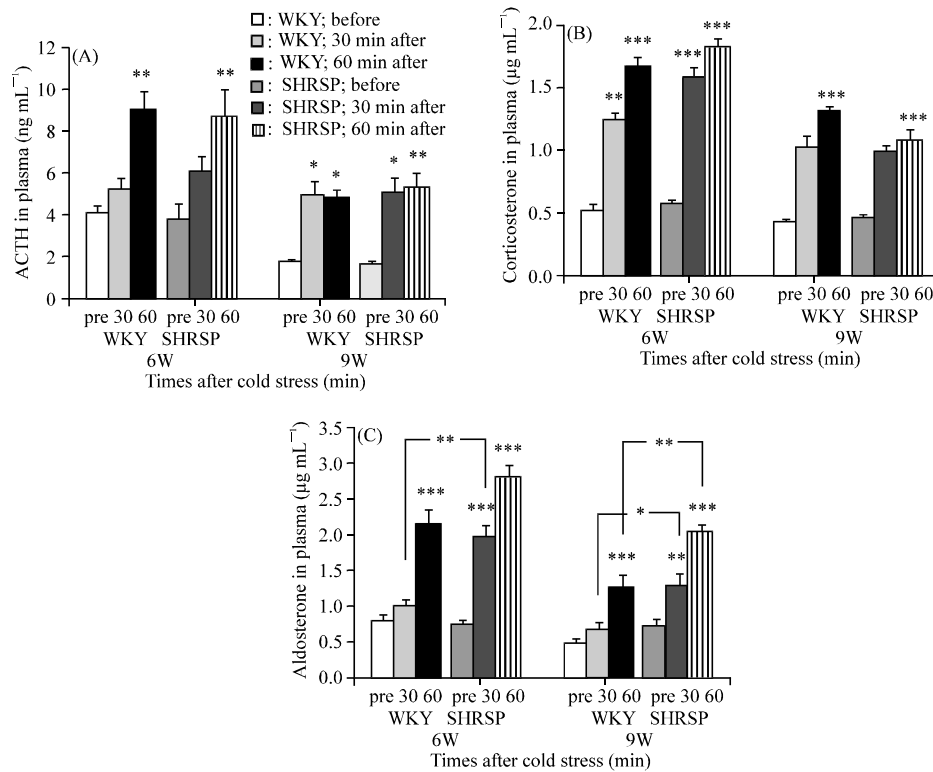 (A)
: WKY; before
: WKY; 30 min after
: WKY; 60 min after
: SHRSP; before
: SHRSP; 30 min after
: SHRSP; 60 min after
ACTH in plasma (ng mL⁻¹)
12
10
8
6
4
2
0
** ** * * * **
pre 30 60 pre 30 60 pre 30 60 pre 30 60
WKY SHRSP WKY SHRSP
6W 9W
Times after cold stress (min)
(B)
Corticosterone in plasma (µg mL⁻¹)
2.0
1.5
1.0
0.5
0.0
** *** *** *** *** ***
pre 30 60 pre 30 60 pre 30 60 pre 30 60
WKY SHRSP WKY SHRSP
6W 9W
Times after cold stress (min)
(C)
Aldosterone in plasma (µg mL⁻¹)
3.5
3.0
2.5
2.0
1.5
1.0
0.5
0.0
** **
*** *** *** * *** ** ***
pre 30 60 pre 30 60 pre 30 60 pre 30 60
WKY SHRSP WKY SHRSP
6W 9W
Times after cold stress (min)